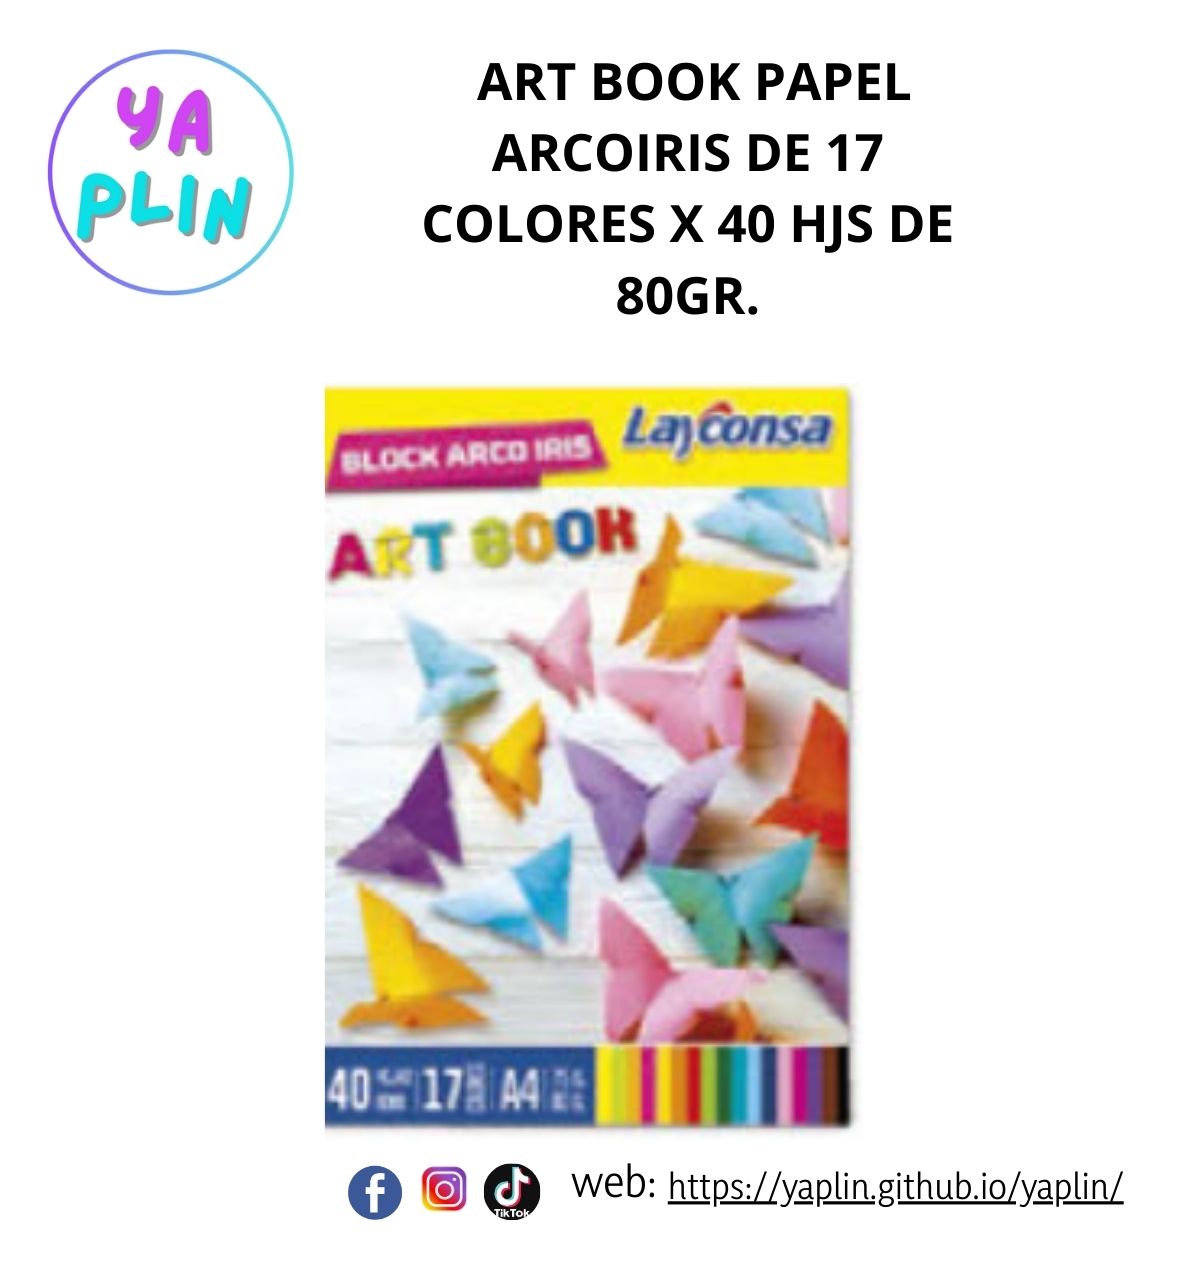 YA
PLIN
ART BOOK PAPEL
ARCOIRIS DE 17
COLORES X 40 HJS DE
80GR.
BLOCK ARCO IRIS
Layconsa
ART BOOK
40 17 A4
TikTok
web: https://yaplin.github.io/yaplin/